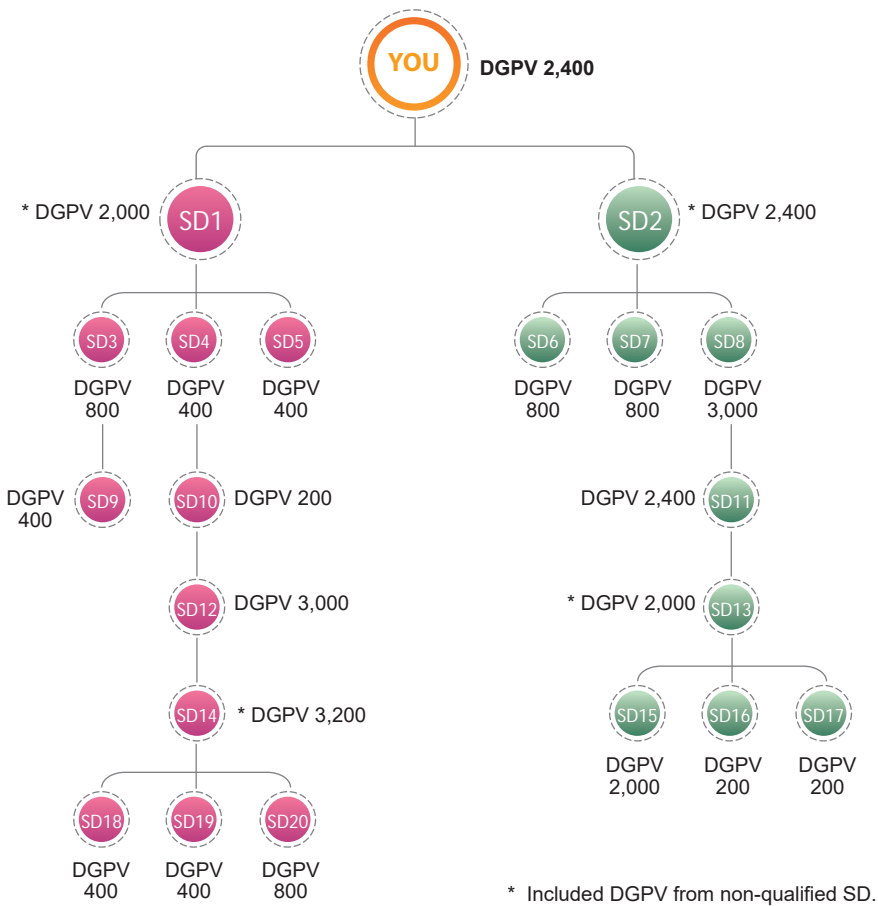 YOU
DGPV 2,400
* DGPV 2,000
SD1
SD2
* DGPV 2,400
SD3
SD4
SD5
SD6
SD7
SD8
DGPV
800
DGPV
400
DGPV
400
DGPV
800
DGPV
800
DGPV
3,000
DGPV
400
SD9
SD10
DGPV 200
DGPV 2,400
SD11
SD12
DGPV 3,000
* DGPV 2,000
SD13
SD14
* DGPV 3,200
SD15
SD16
SD17
DGPV
2,000
DGPV
200
DGPV
200
SD18
SD19
SD20
DGPV
400
DGPV
400
DGPV
800
* Included DGPV from non-qualified SD.